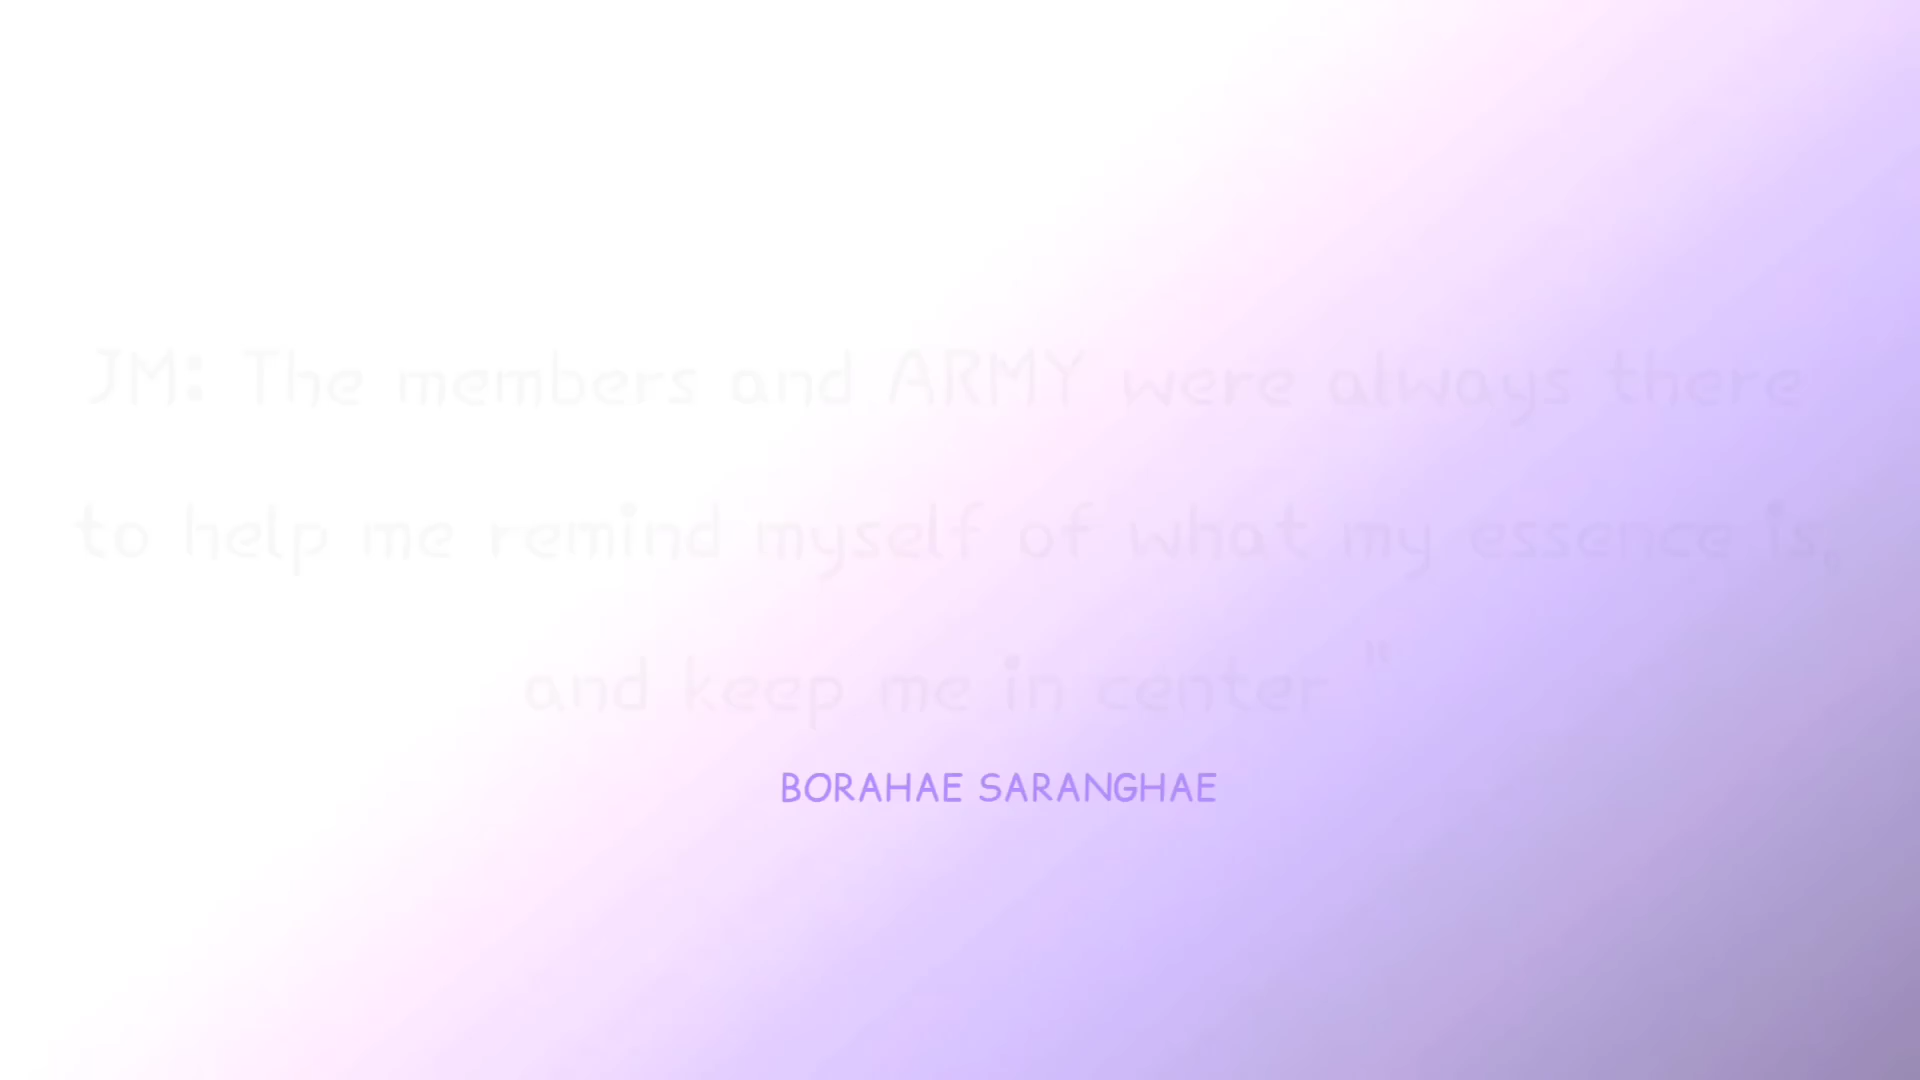 JM: The members and ARMY were always there
to help me remind myself of what my essence is,
and keep me in center "
BORAHAE SARANGHAE